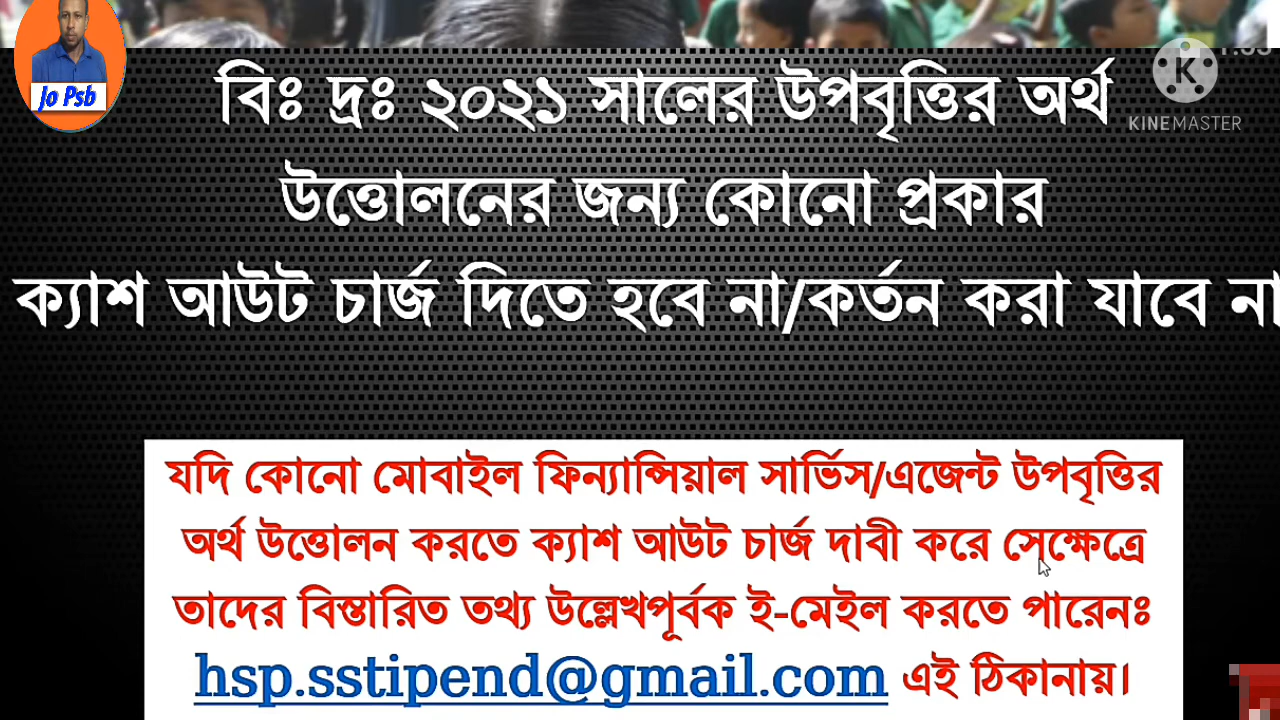 Jo Psb
KINEMASTER
বিঃ দ্রঃ ২০২১ সালের উপবৃত্তির অর্থ
উত্তোলনের জন্য কোনো প্রকার
ক্যাশ আউট চার্জ দিতে হবে না/কর্তন করা যাবে না
যদি কোনো মোবাইল ফিন্যান্সিয়াল সার্ভিস/এজেন্ট উপবৃত্তির
অর্থ উত্তোলন করতে ক্যাশ আউট চার্জ দাবী করে সেক্ষেত্রে
তাদের বিস্তারিত তথ্য উল্লেখপূর্বক ই-মেইল করতে পারেনঃ
hsp.sstipend@gmail.com এই ঠিকানায়।